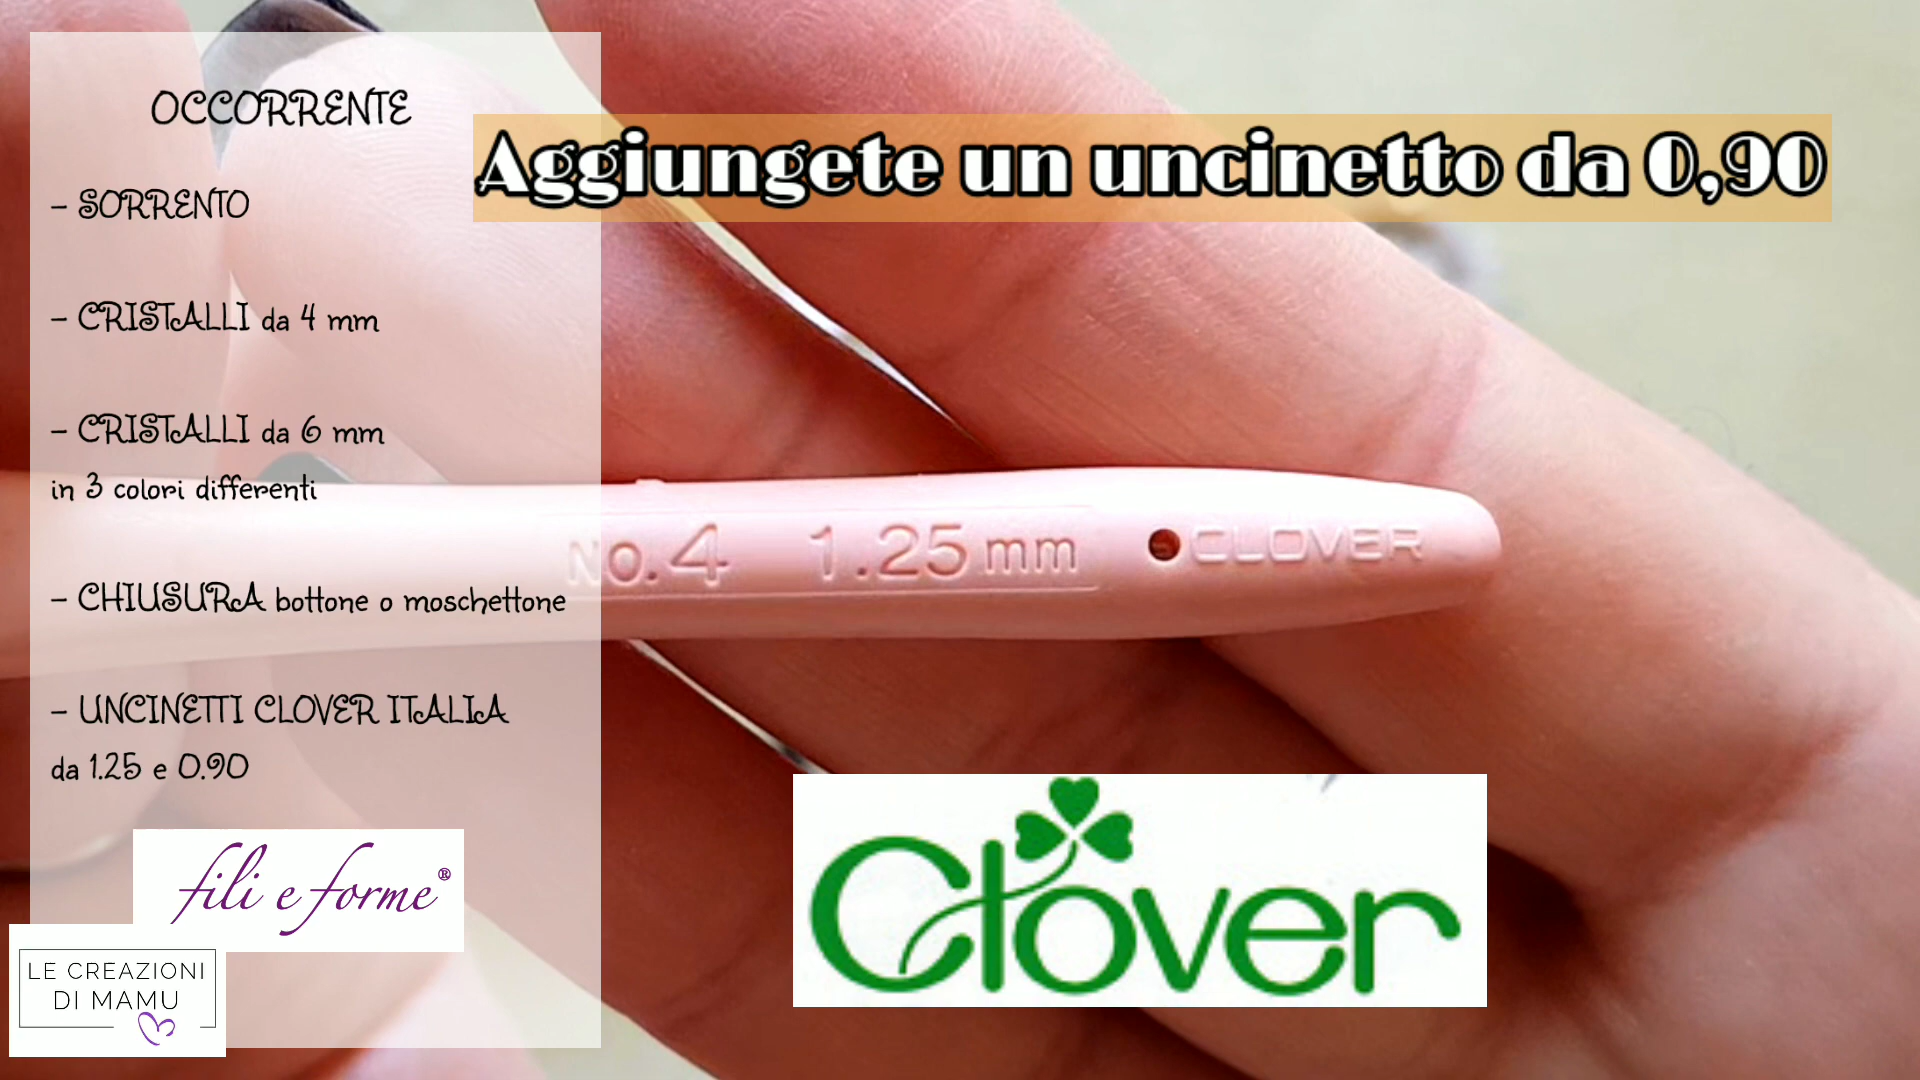 OCCORRENTE
Aggiungete un uncinetto da 0,90
- SORRENTO
- CRISTALLI da 4 mm
- CRISTALLI da 6 mm
in 3 colori differenti
No.4 1.25mm CLOVER
- CHIUSURA bottone o moschettone
- UNCINETTI CLOVER ITALIA
da 1.25 e 0.90
fili e forme®
Clover
LE CREAZIONI
DI MAMU